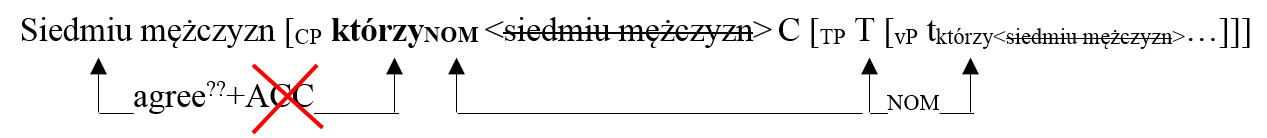 Siedmiu mężczyzn [CP którzyNOM <siedmiu mężczyzn> C [TP T [vP tktórzy<siedmiu mężczyzn>…]]]
agree??+ACC NOM